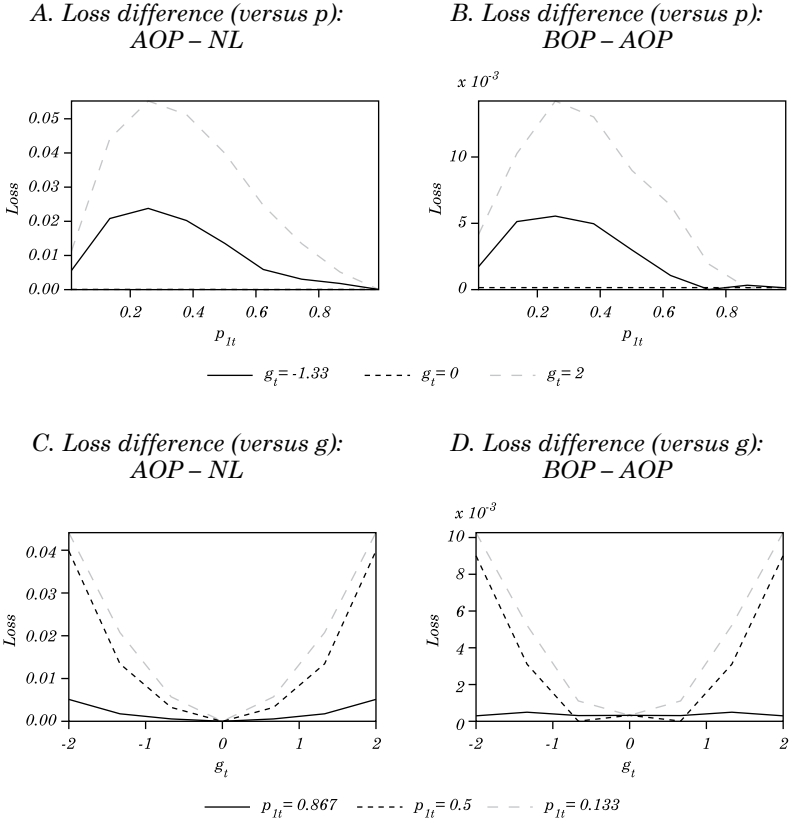 A. Loss difference (versus p):
AOP – NL
B. Loss difference (versus p):
BOP – AOP
x 10-3
Loss
0.05
0.04
0.03
0.02
0.01
0.00
0.2 0.4 0.6 0.8
p1t
Loss
10
5
0
0.2 0.4 0.6 0.8
p1t
gt= -1.33 gt= 0 gt= 2
C. Loss difference (versus g):
AOP – NL
D. Loss difference (versus g):
BOP – AOP
x 10-3
Loss
0.04
0.03
0.02
0.01
0.00
-2 -1 0 1 2
gt
Loss
10
8
6
4
2
0
-2 -1 0 1 2
gt
p1t= 0.867 p1t= 0.5 p1t= 0.133